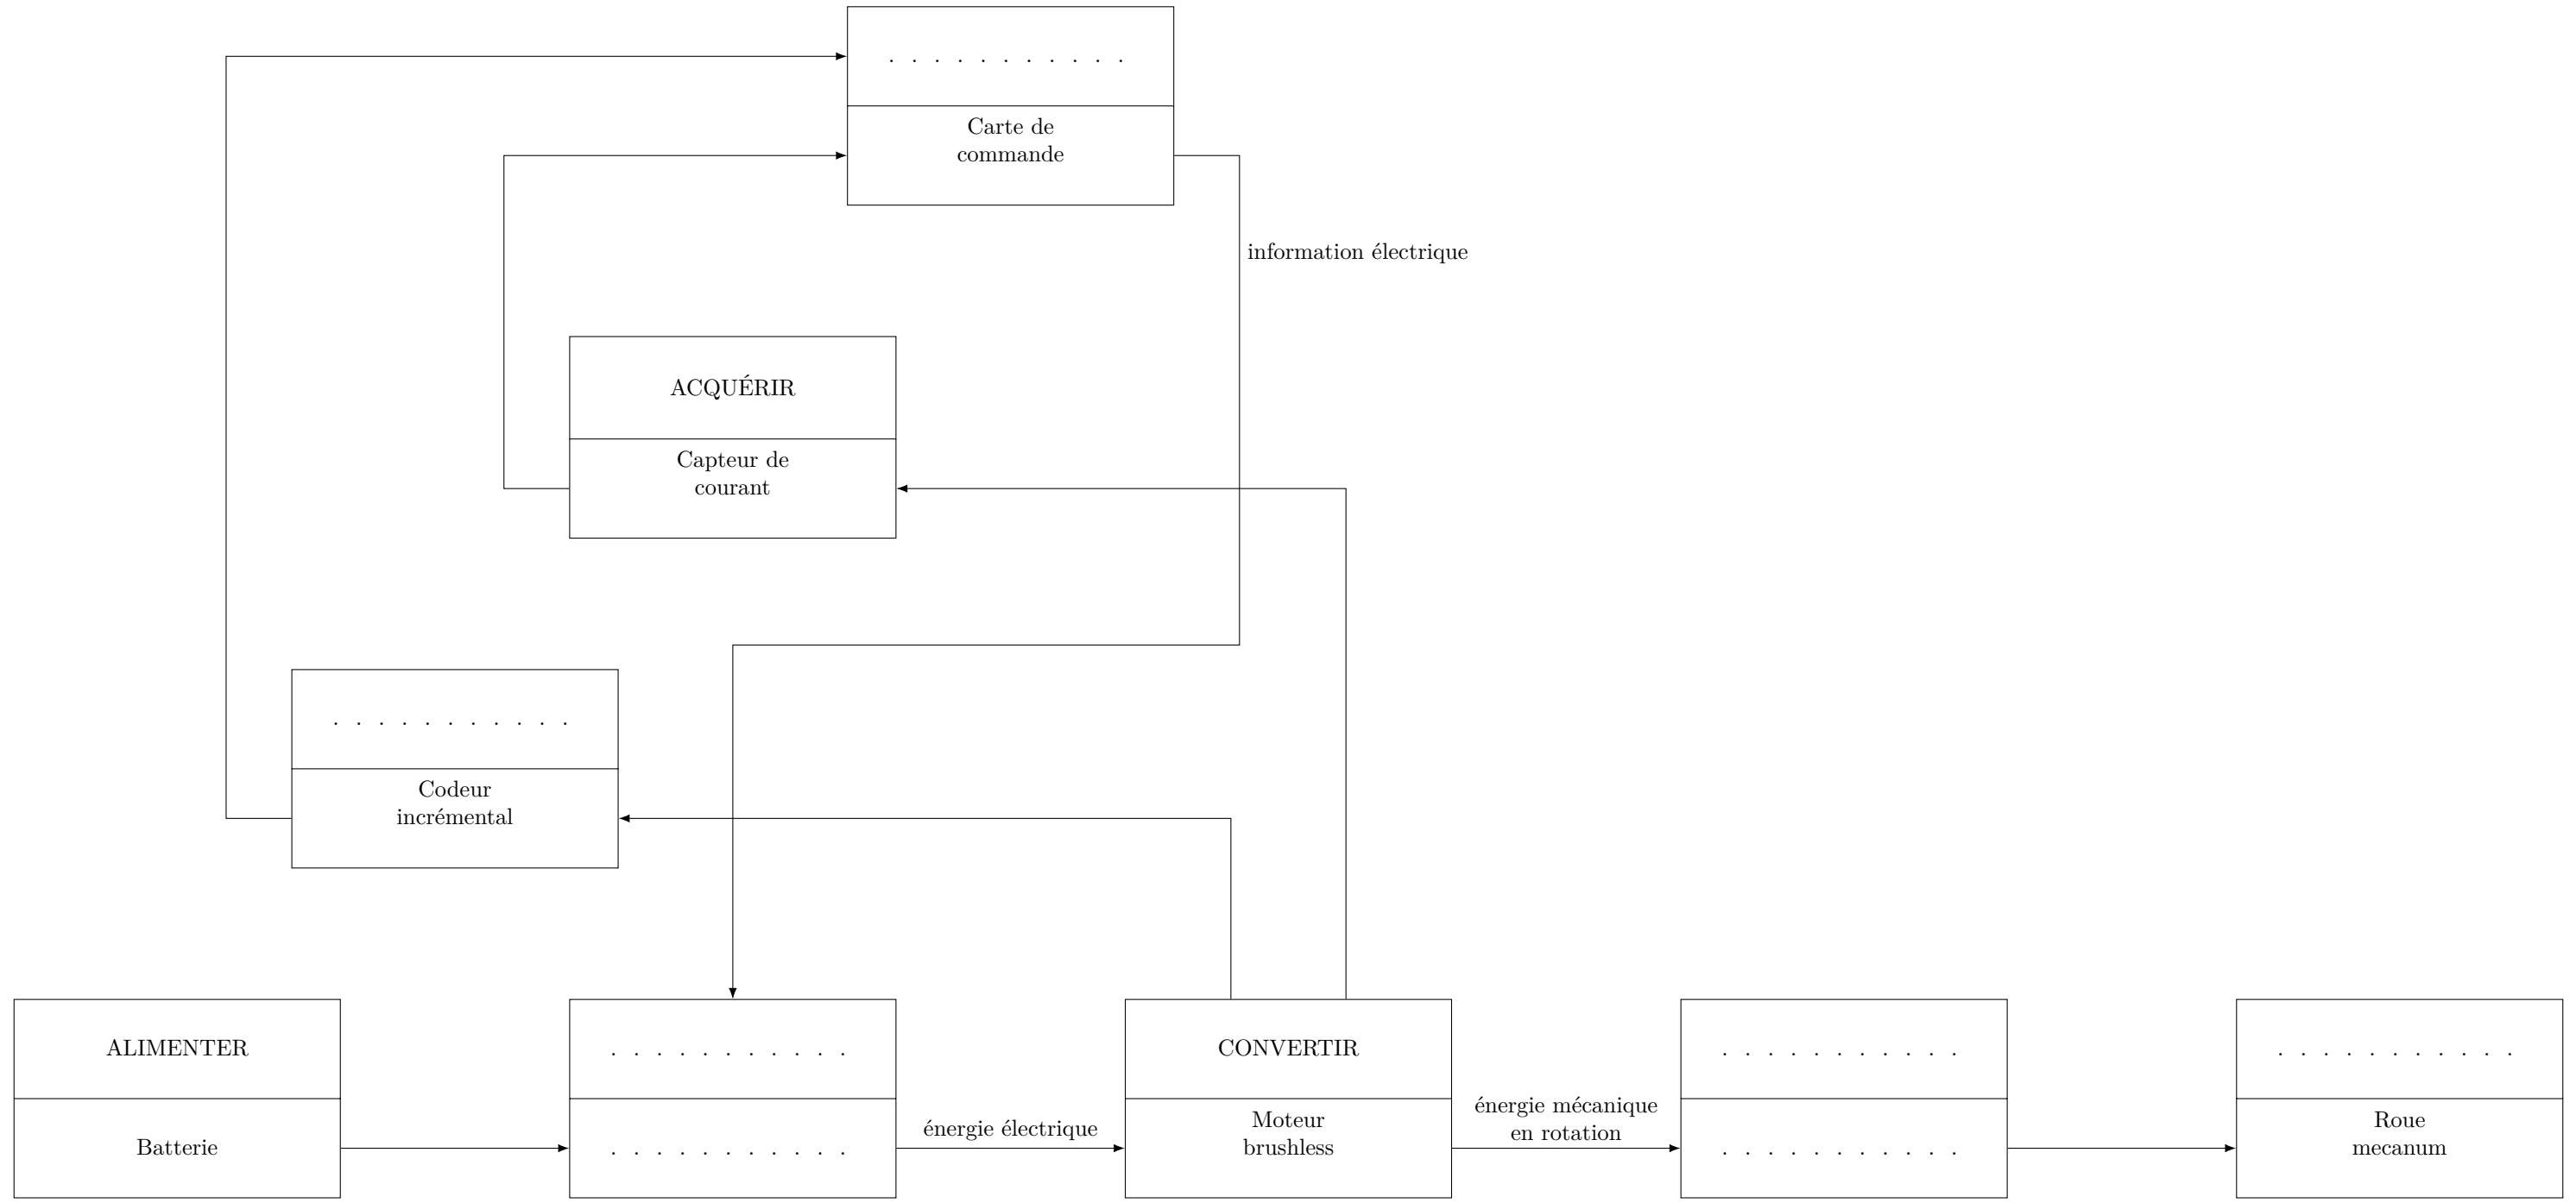 . . . . . . . . . . .
Carte de
commande
information électrique
ACQUÉRIR
Capteur de
courant
. . . . . . . . . . .
Codeur
incrémental
ALIMENTER
Batterie
. . . . . . . . . . .
. . . . . . . . . . .
énergie électrique
CONVERTIR
Moteur
brushless
énergie mécanique
en rotation
. . . . . . . . . . .
. . . . . . . . . . .
. . . . . . . . . . .
Roue
mecanum